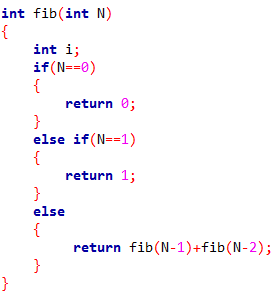 int fib(int N)
{
    int i;
    if(N==0)
    {
        return 0;
    }
    else if(N==1)
    {
        return 1;
    }
    else
    {
         return fib(N-1)+fib(N-2);
    }
}